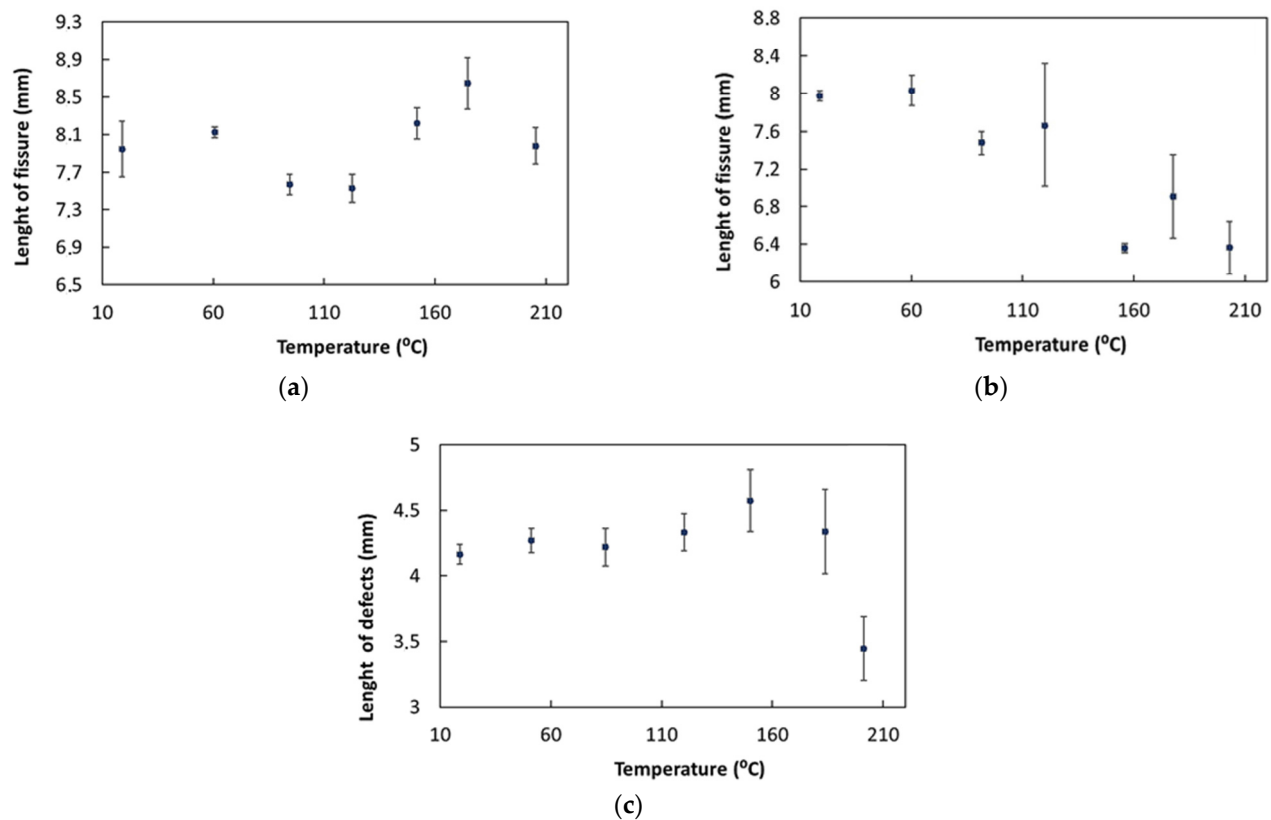 9.3
8.9
8.5
8.1
7.7
7.3
6.9
6.5
10 60 110 160 210
Lenght of fissure (mm)
Temperature (⁰C)
(a)
8.8
8.4
8
7.6
7.2
6.8
6.4
6
10 60 110 160 210
Lenght of fissure (mm)
Temperature (⁰C)
(b)
5
4.5
4
3.5
3
10 60 110 160 210
Lenght of defects (mm)
Temperature (⁰C)
(c)